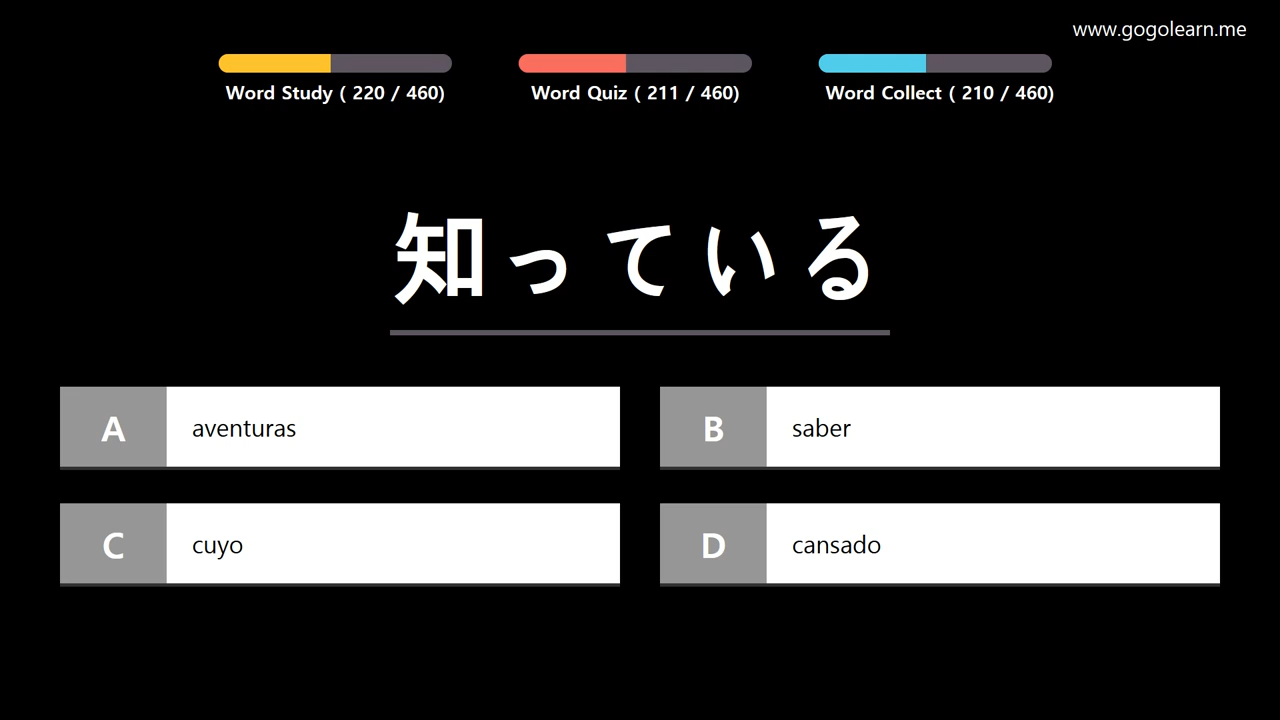 www.gogolearn.me
Word Study ( 220 / 460)
Word Quiz ( 211 / 460)
Word Collect ( 210 / 460)
知っている
A aventuras
B saber
C cuyo
D cansado